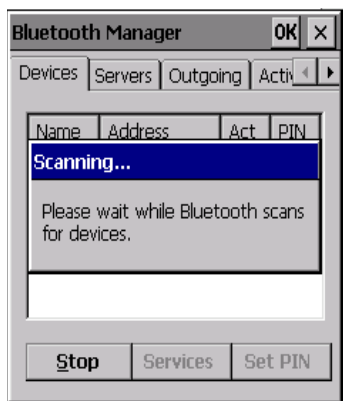 Bluetooth Manager OK ×
Devices Servers Outgoing Activ
Name Address Act PIN
Scanning...
Please wait while Bluetooth scans
for devices.
Stop Services Set PIN